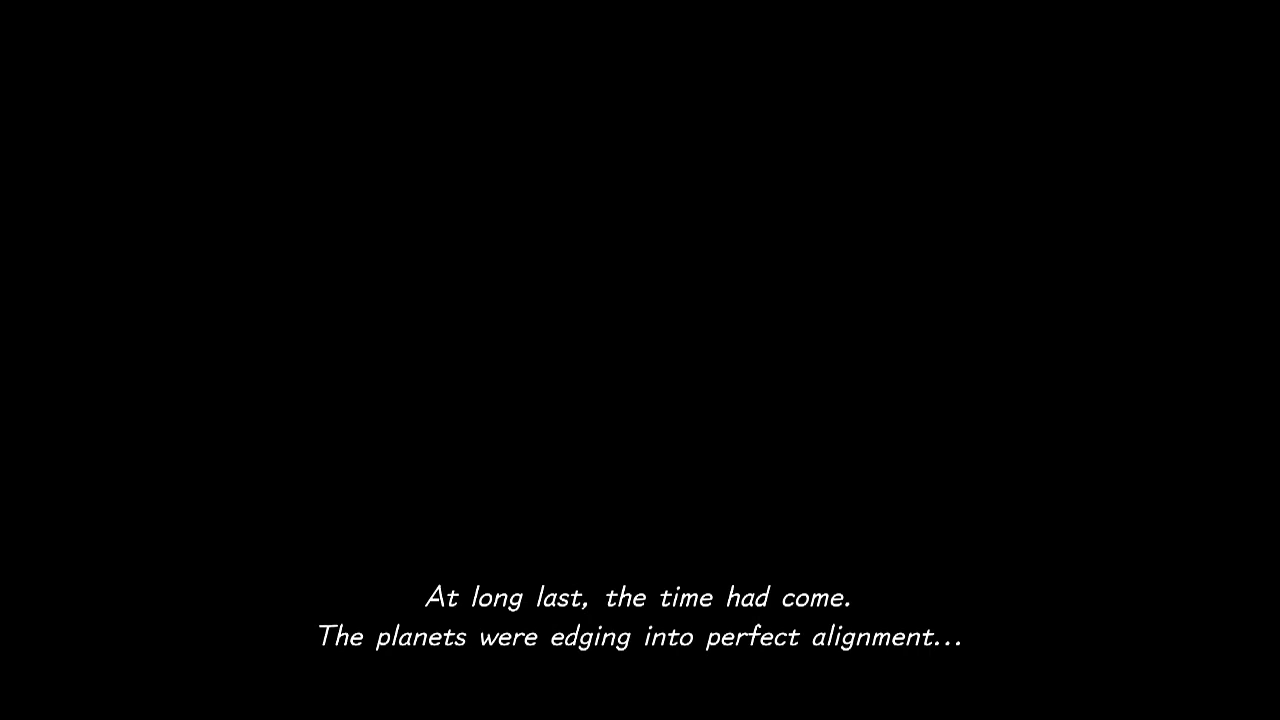 At long last, the time had come.
The planets were edging into perfect alignment...